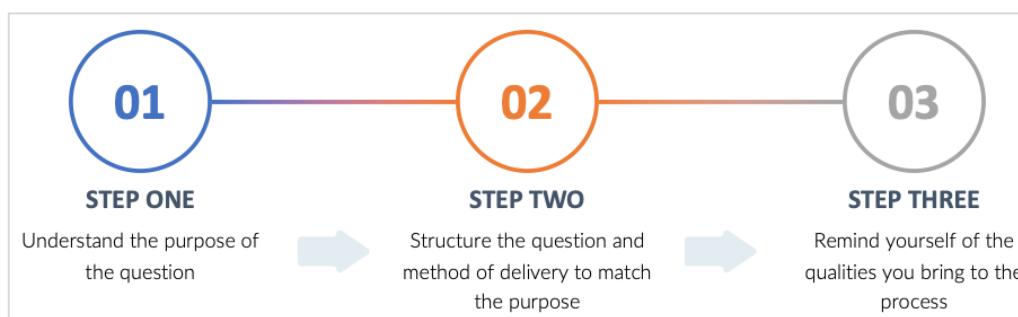 01
02
03
STEP ONE
STEP TWO
STEP THREE
Understand the purpose of
the question
Structure the question and
method of delivery to match
the purpose
Remind yourself of the
qualities you bring to the
process